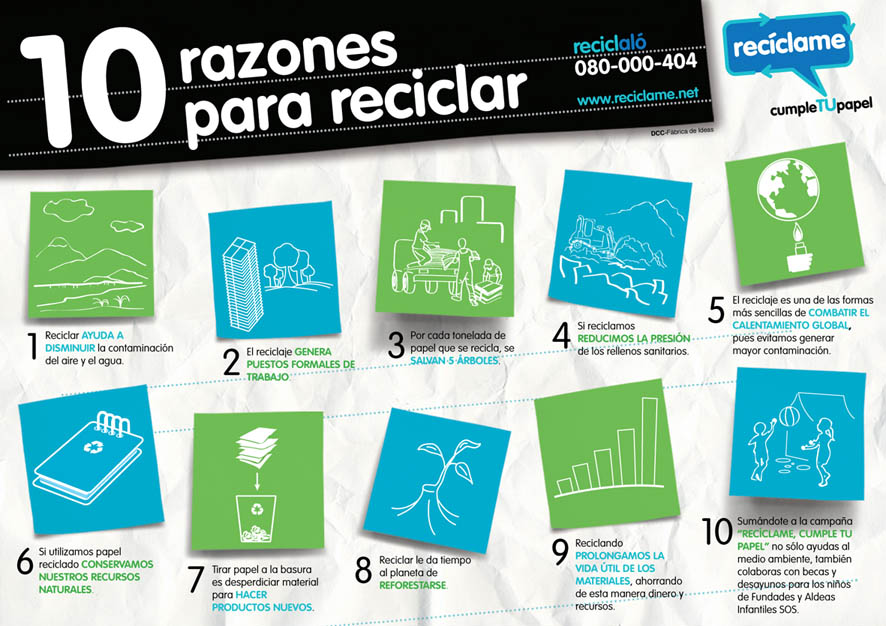 10 razones
para reciclar
reciclaló
080-000-404
www.reciclame.net
DCC-Fábrica de Ideas
recíclame
cumpleTUpapel
1 Reciclar AYUDA A
DISMINUIR la contaminación
del aire y el agua.
2 El reciclaje GENERA
PUESTOS FORMALES DE
TRABAJO.
3 Por cada tonelada de
papel que se recicla, se
SALVAN 5 ÁRBOLES.
4 Si reciclamos
REDUCIMOS LA PRESIÓN
de los rellenos sanitarios.
5 El reciclaje es una de las formas
más sencillas de COMBATIR EL
CALENTAMIENTO GLOBAL,
pues evitamos generar
mayor contaminación.
6 Si utilizamos papel
reciclado CONSERVAMOS
NUESTROS RECURSOS
NATURALES.
7 Tirar papel a la basura
es desperdiciar material
para HACER
PRODUCTOS NUEVOS.
8 Reciclar le da tiempo
al planeta de
REFORESTARSE.
9 Reciclando
PROLONGAMOS LA
VIDA ÚTIL DE LOS
MATERIALES, ahorrando
de esta manera dinero y
recursos.
10 Sumándote a la campaña
"RECÍCLAME, CUMPLE TU
PAPEL" no sólo ayudas al
medio ambiente, también
colaboras con becas y
desayunos para los niños
de Fundades y Aldeas
Infantiles SOS.